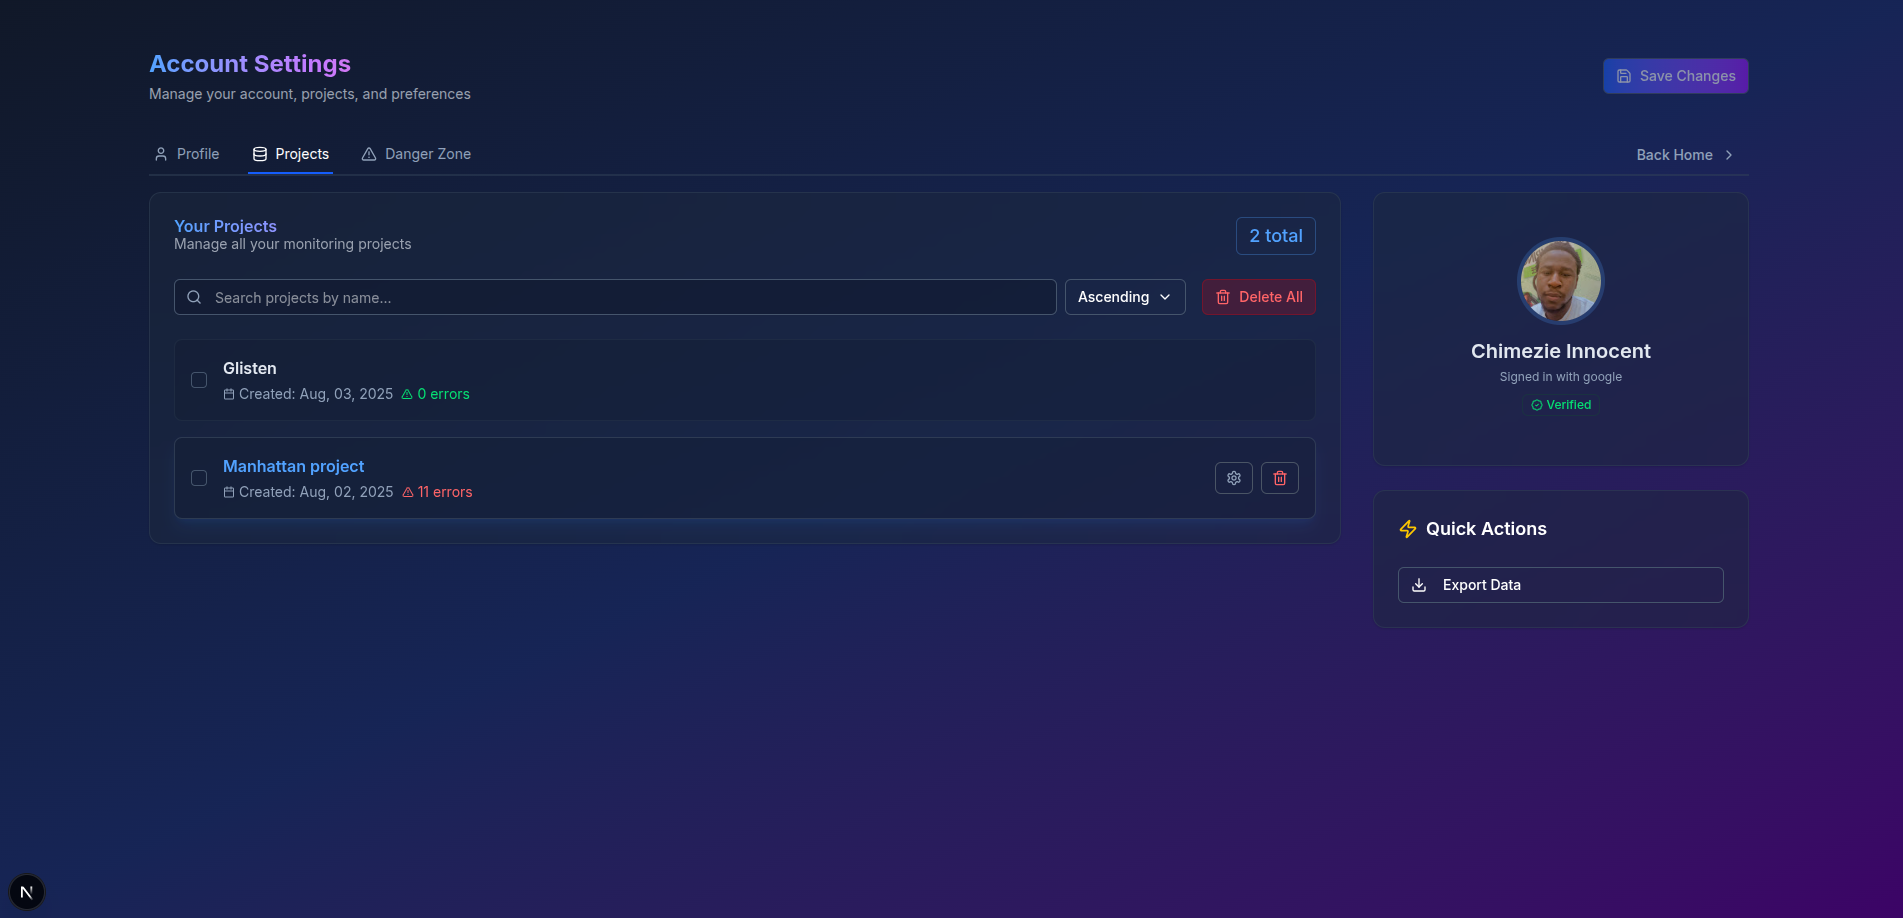 Account Settings
Manage your account, projects, and preferences
Save Changes
Profile
Projects
Danger Zone
Back Home
Your Projects
Manage all your monitoring projects
2 total
Search projects by name...
Ascending
Delete All
Glisten
Created: Aug, 03, 2025 0 errors
Manhattan project
Created: Aug, 02, 2025 11 errors
Chimezie Innocent
Signed in with google
Verified
Quick Actions
Export Data
N